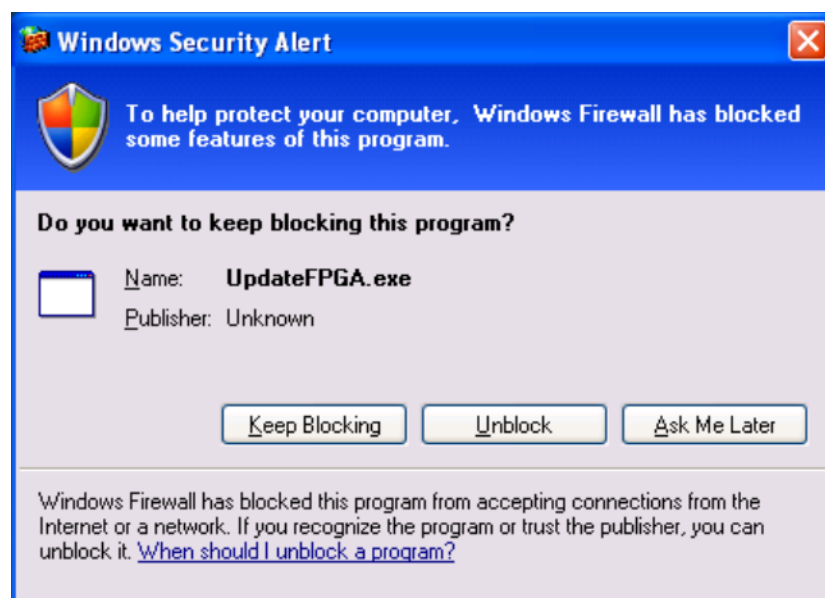 Windows Security Alert
To help protect your computer, Windows Firewall has blocked
some features of this program.
Do you want to keep blocking this program?
Name: UpdateFPGA.exe
Publisher: Unknown
Keep Blocking Unblock Ask Me Later
Windows Firewall has blocked this program from accepting connections from the
Internet or a network. If you recognize the program or trust the publisher, you can
unblock it. When should I unblock a program?